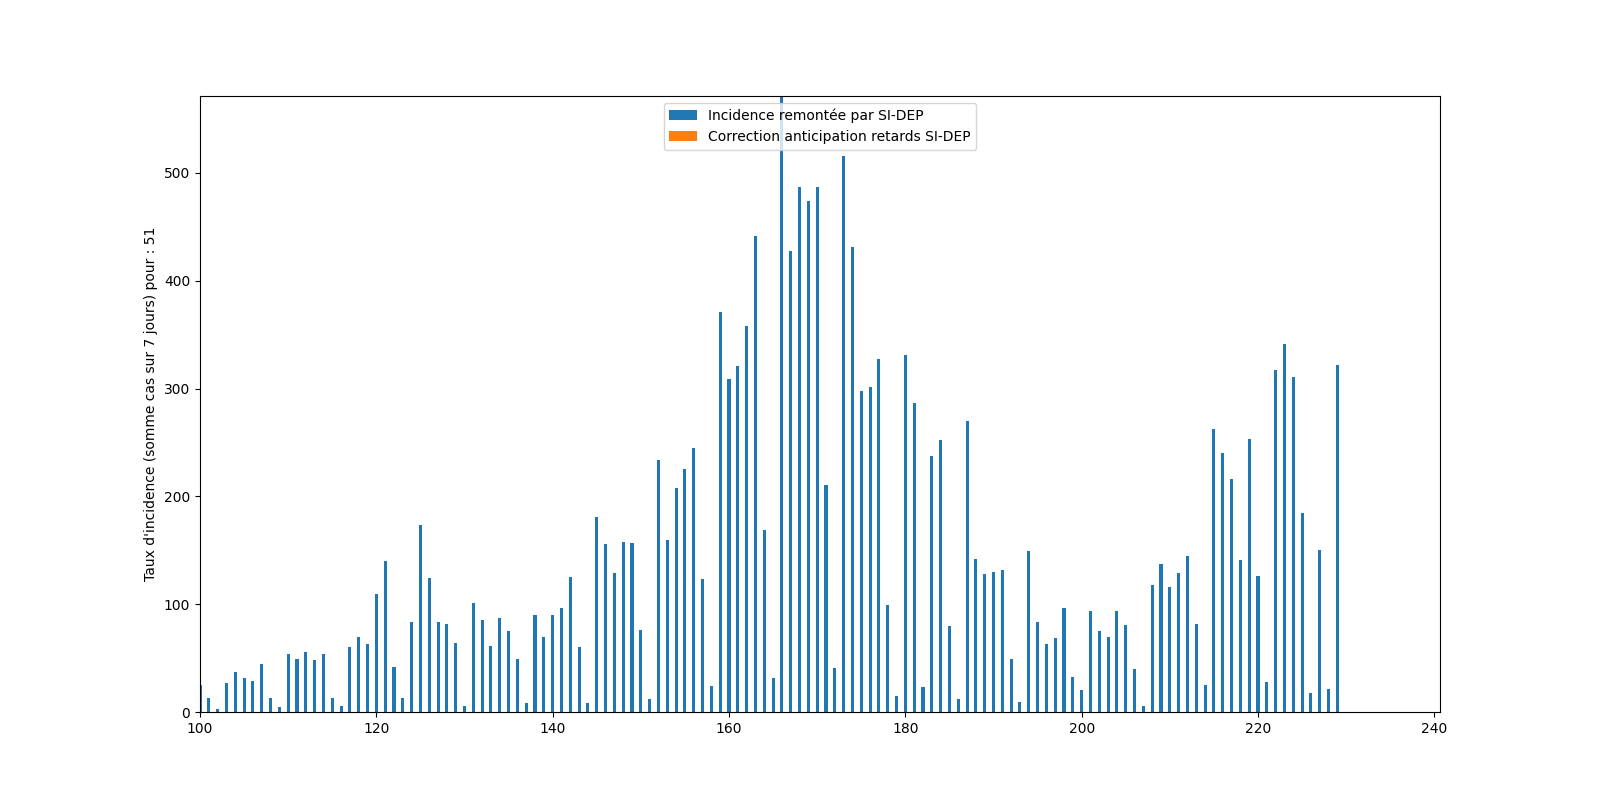 Incidence remontée par SI-DEP
Correction anticipation retards SI-DEP
Taux d'incidence (somme cas sur 7 jours) pour : 51
500
400
300
200
100
0
100 120 140 160 180 200 220 240